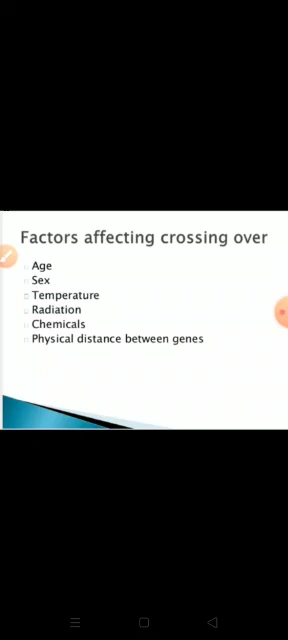 Factors affecting crossing over
Age
Sex
Temperature
Radiation
Chemicals
Physical distance between genes